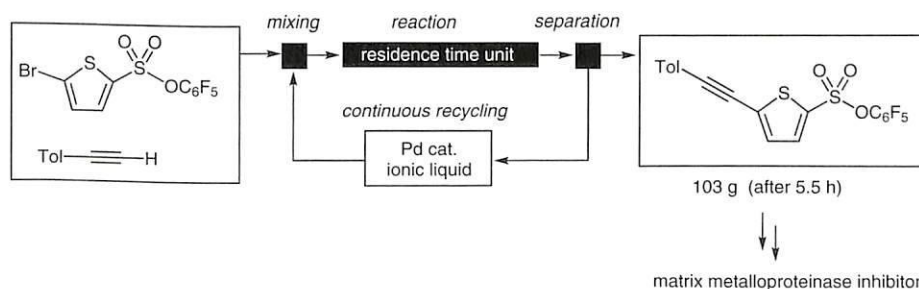 mixing
reaction
separation
residence time unit
continuous recycling
Pd cat.
ionic liquid
Br
S
O
O
S
OC6F5
Tol
H
Tol
S
O
O
S
OC6F5
103 g (after 5.5 h)
matrix metalloproteinase inhibitor